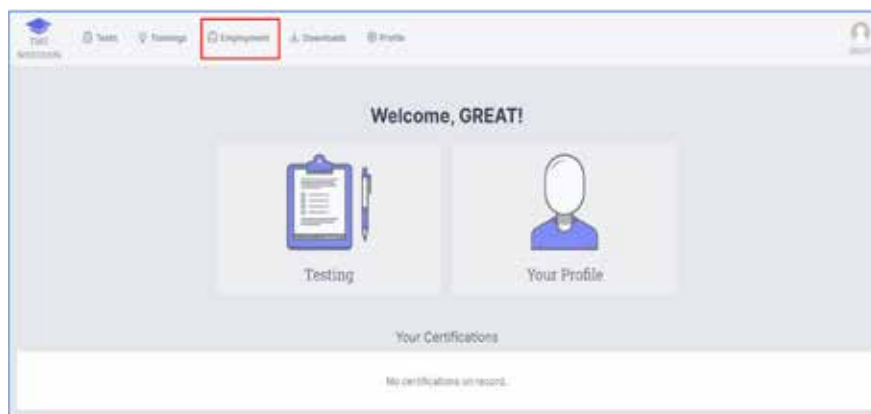 Tests Trainings Employment Downloads Profile
Welcome, GREAT!
Testing
Your Profile
Your Certifications
No certifications on record.